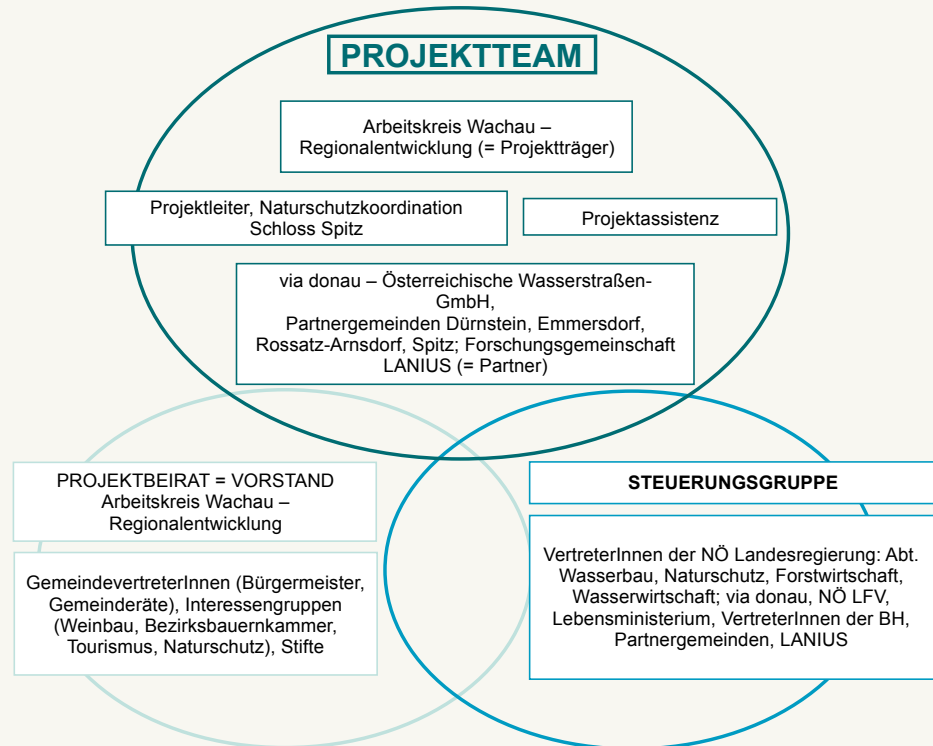 PROJEKTTEAM
Arbeitskreis Wachau –
Regionalentwicklung (= Projektträger)
Projektleiter, Naturschutzkoordination
Schloss Spitz
Projektassistenz
via donau – Österreichische Wasserstraßen-
GmbH,
Partnergemeinden Dürnstein, Emmersdorf,
Rossatz-Arnsdorf, Spitz; Forschungsgemeinschaft
LANIUS (= Partner)
PROJEKTBEIRAT = VORSTAND
Arbeitskreis Wachau –
Regionalentwicklung
GemeindevertreterInnen (Bürgermeister,
Gemeinderäte), Interessengruppen
(Weinbau, Bezirksbauernkammer,
Tourismus, Naturschutz), Stifte
STEUERUNGSGRUPPE
VertreterInnen der NÖ Landesregierung: Abt.
Wasserbau, Naturschutz, Forstwirtschaft,
Wasserwirtschaft; via donau, NÖ LFV,
Lebensministerium, VertreterInnen der BH,
Partnergemeinden, LANIUS